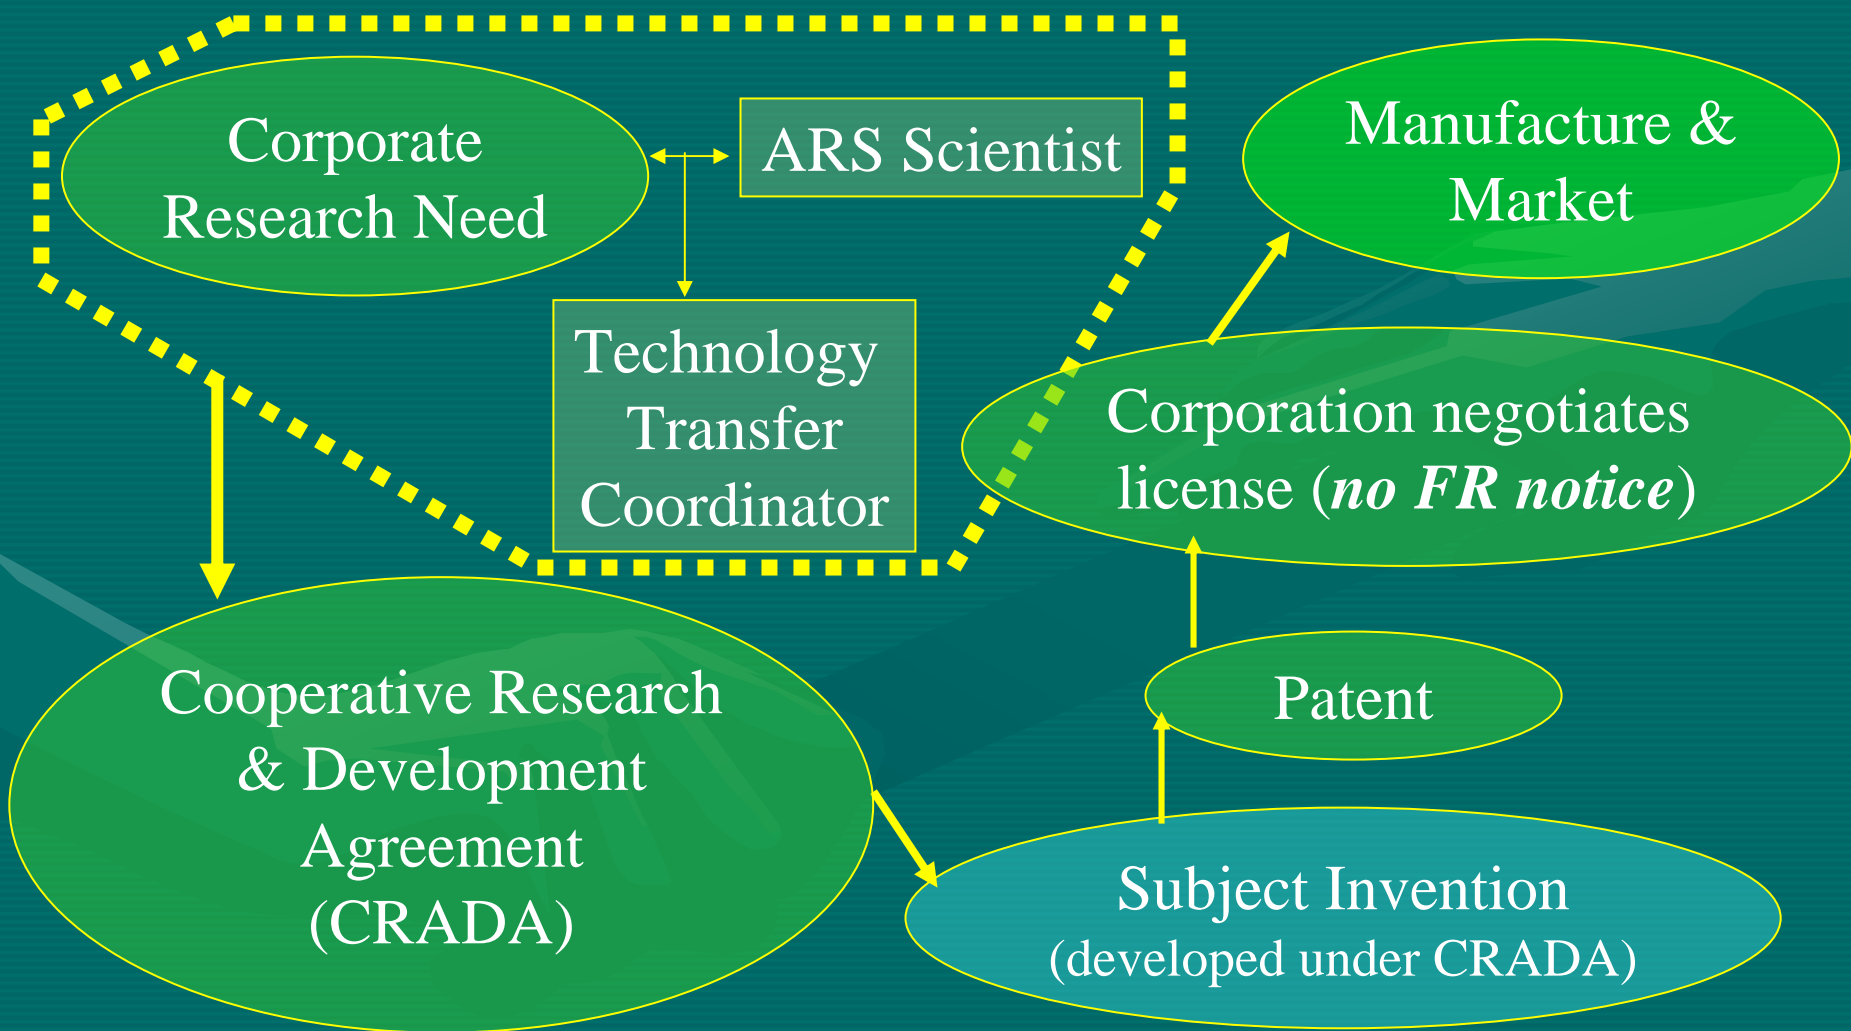 Corporate
Research Need
ARS Scientist
Technology
Transfer
Coordinator
Cooperative Research
& Development
Agreement
(CRADA)
Subject Invention
(developed under CRADA)
Patent
Corporation negotiates
license (no FR notice)
Manufacture &
Market